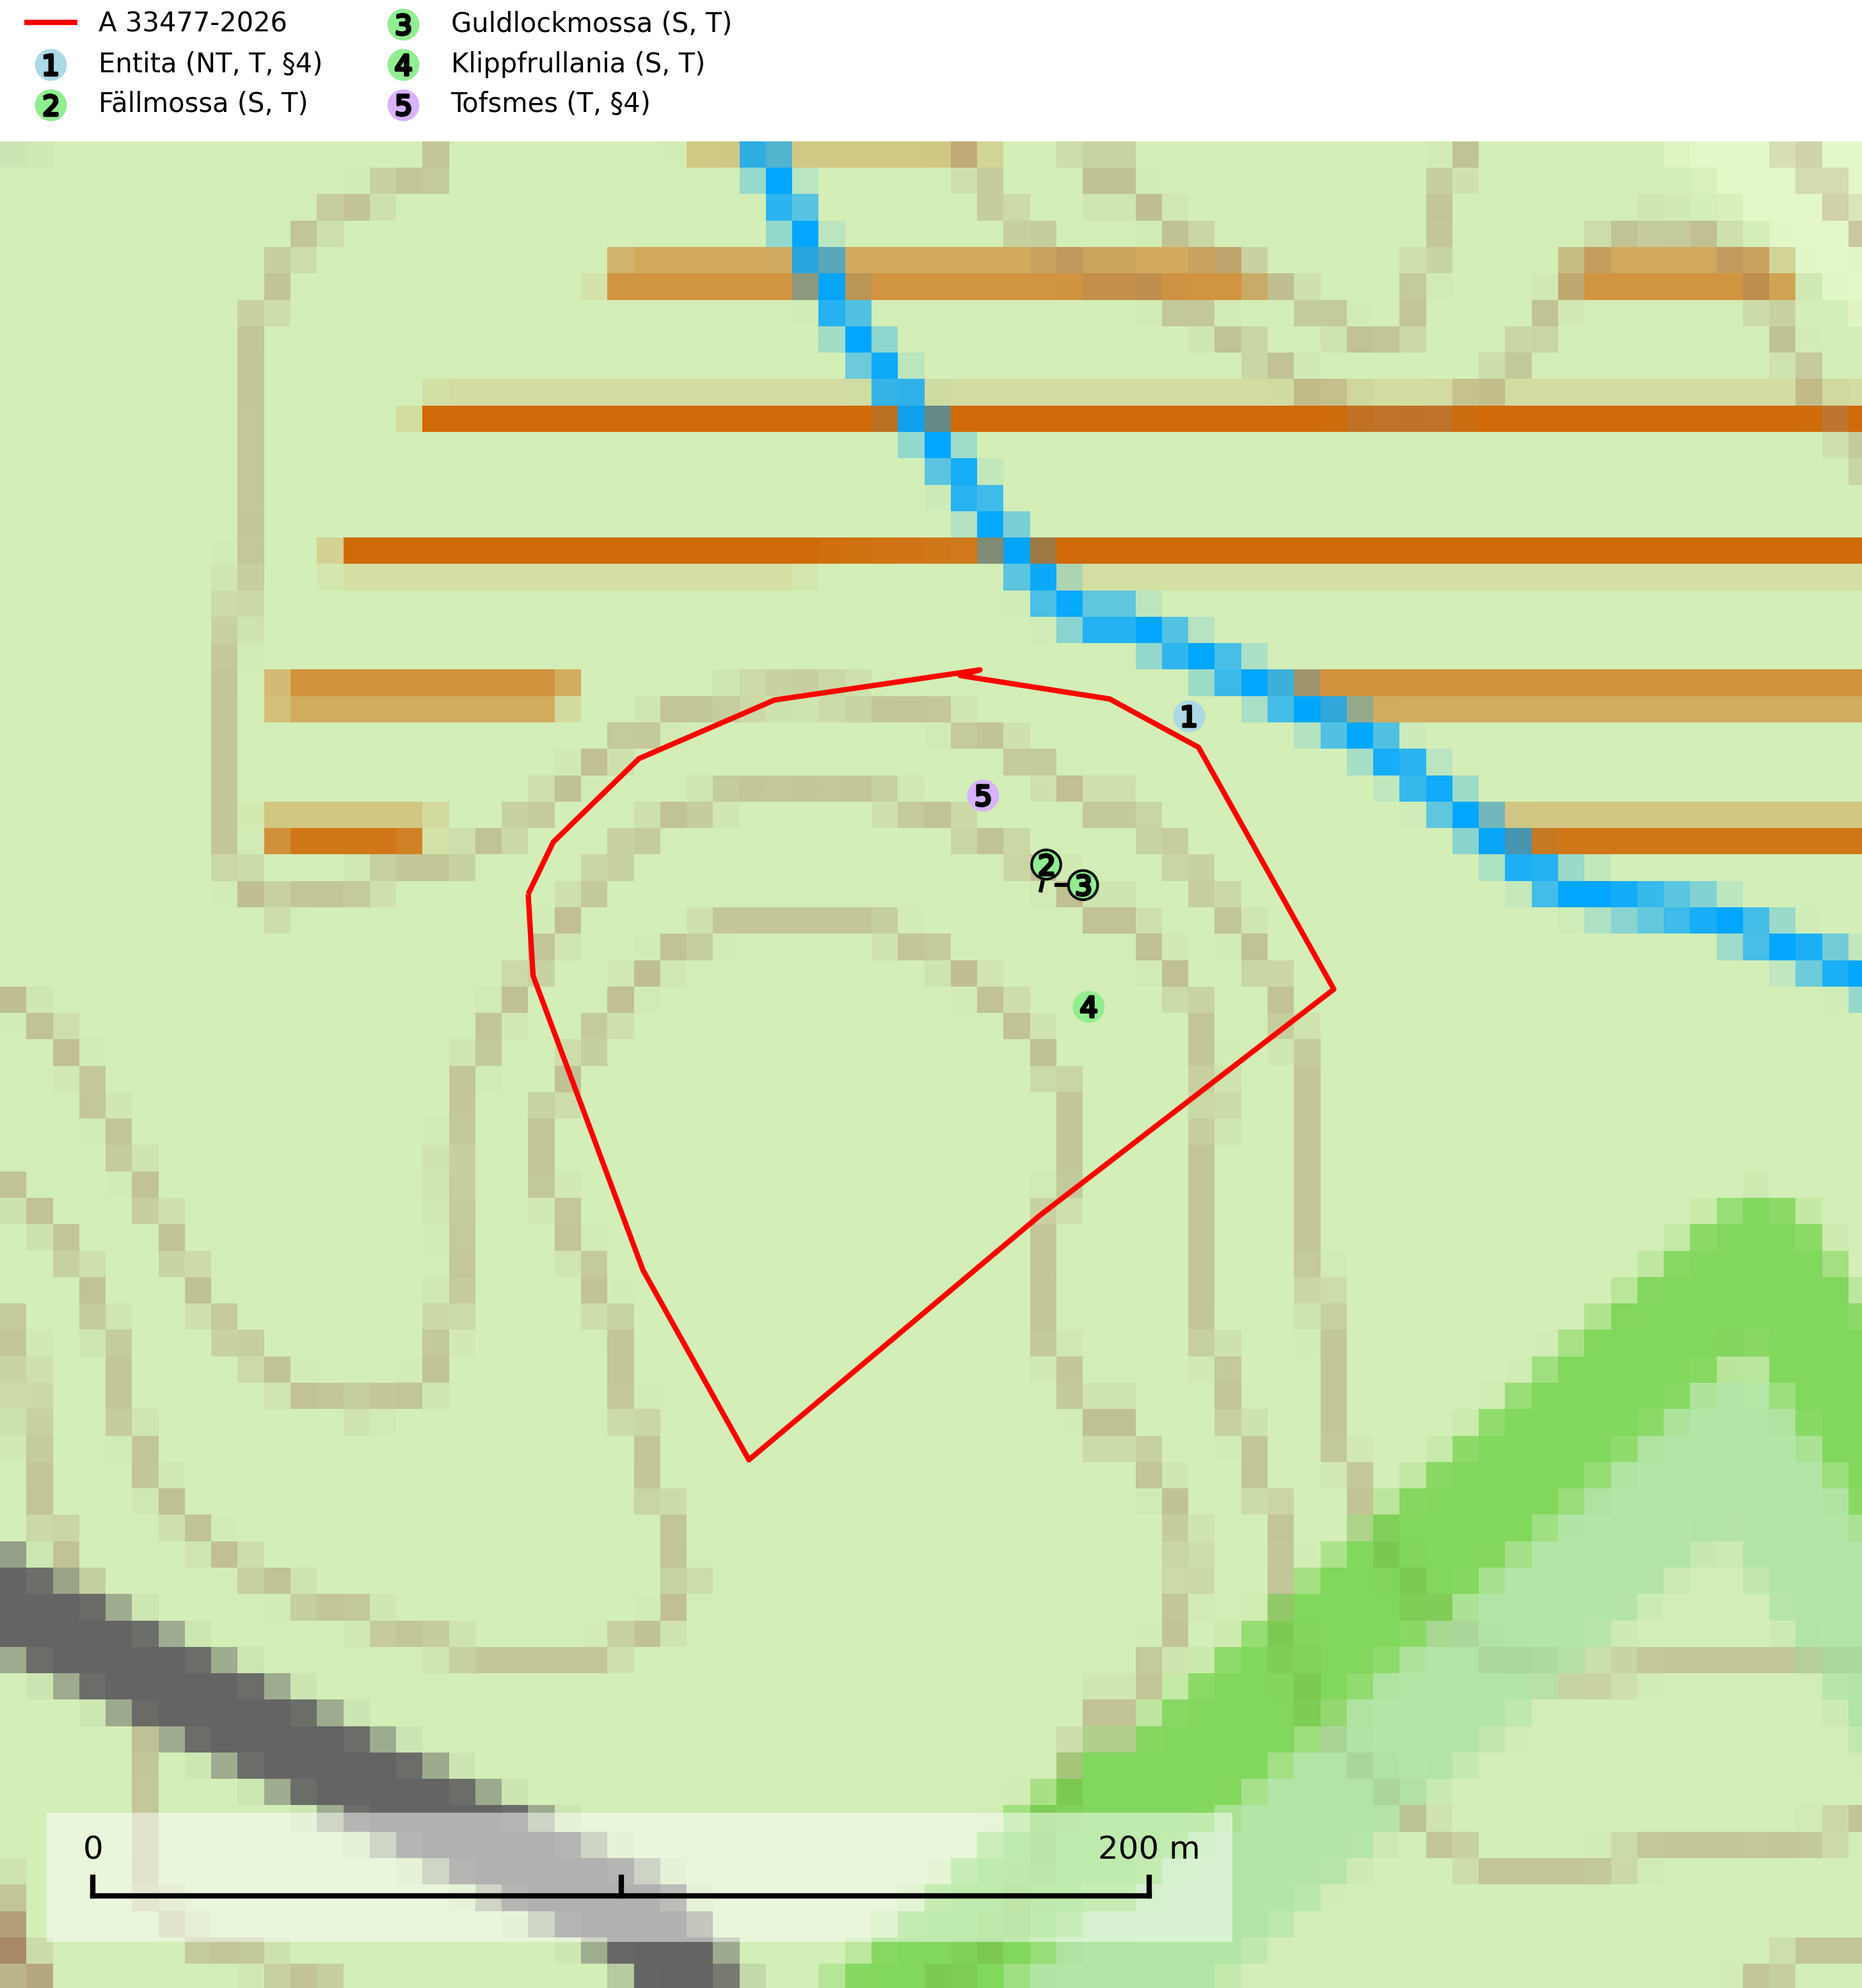 A 33477-2026
1 Entita (NT, T, §4)
2 Fällmossa (S, T)
3 Guldlockmossa (S, T)
4 Klippfrullania (S, T)
5 Tofsmes (T, §4)
1
5
2
3
4
0 200 m